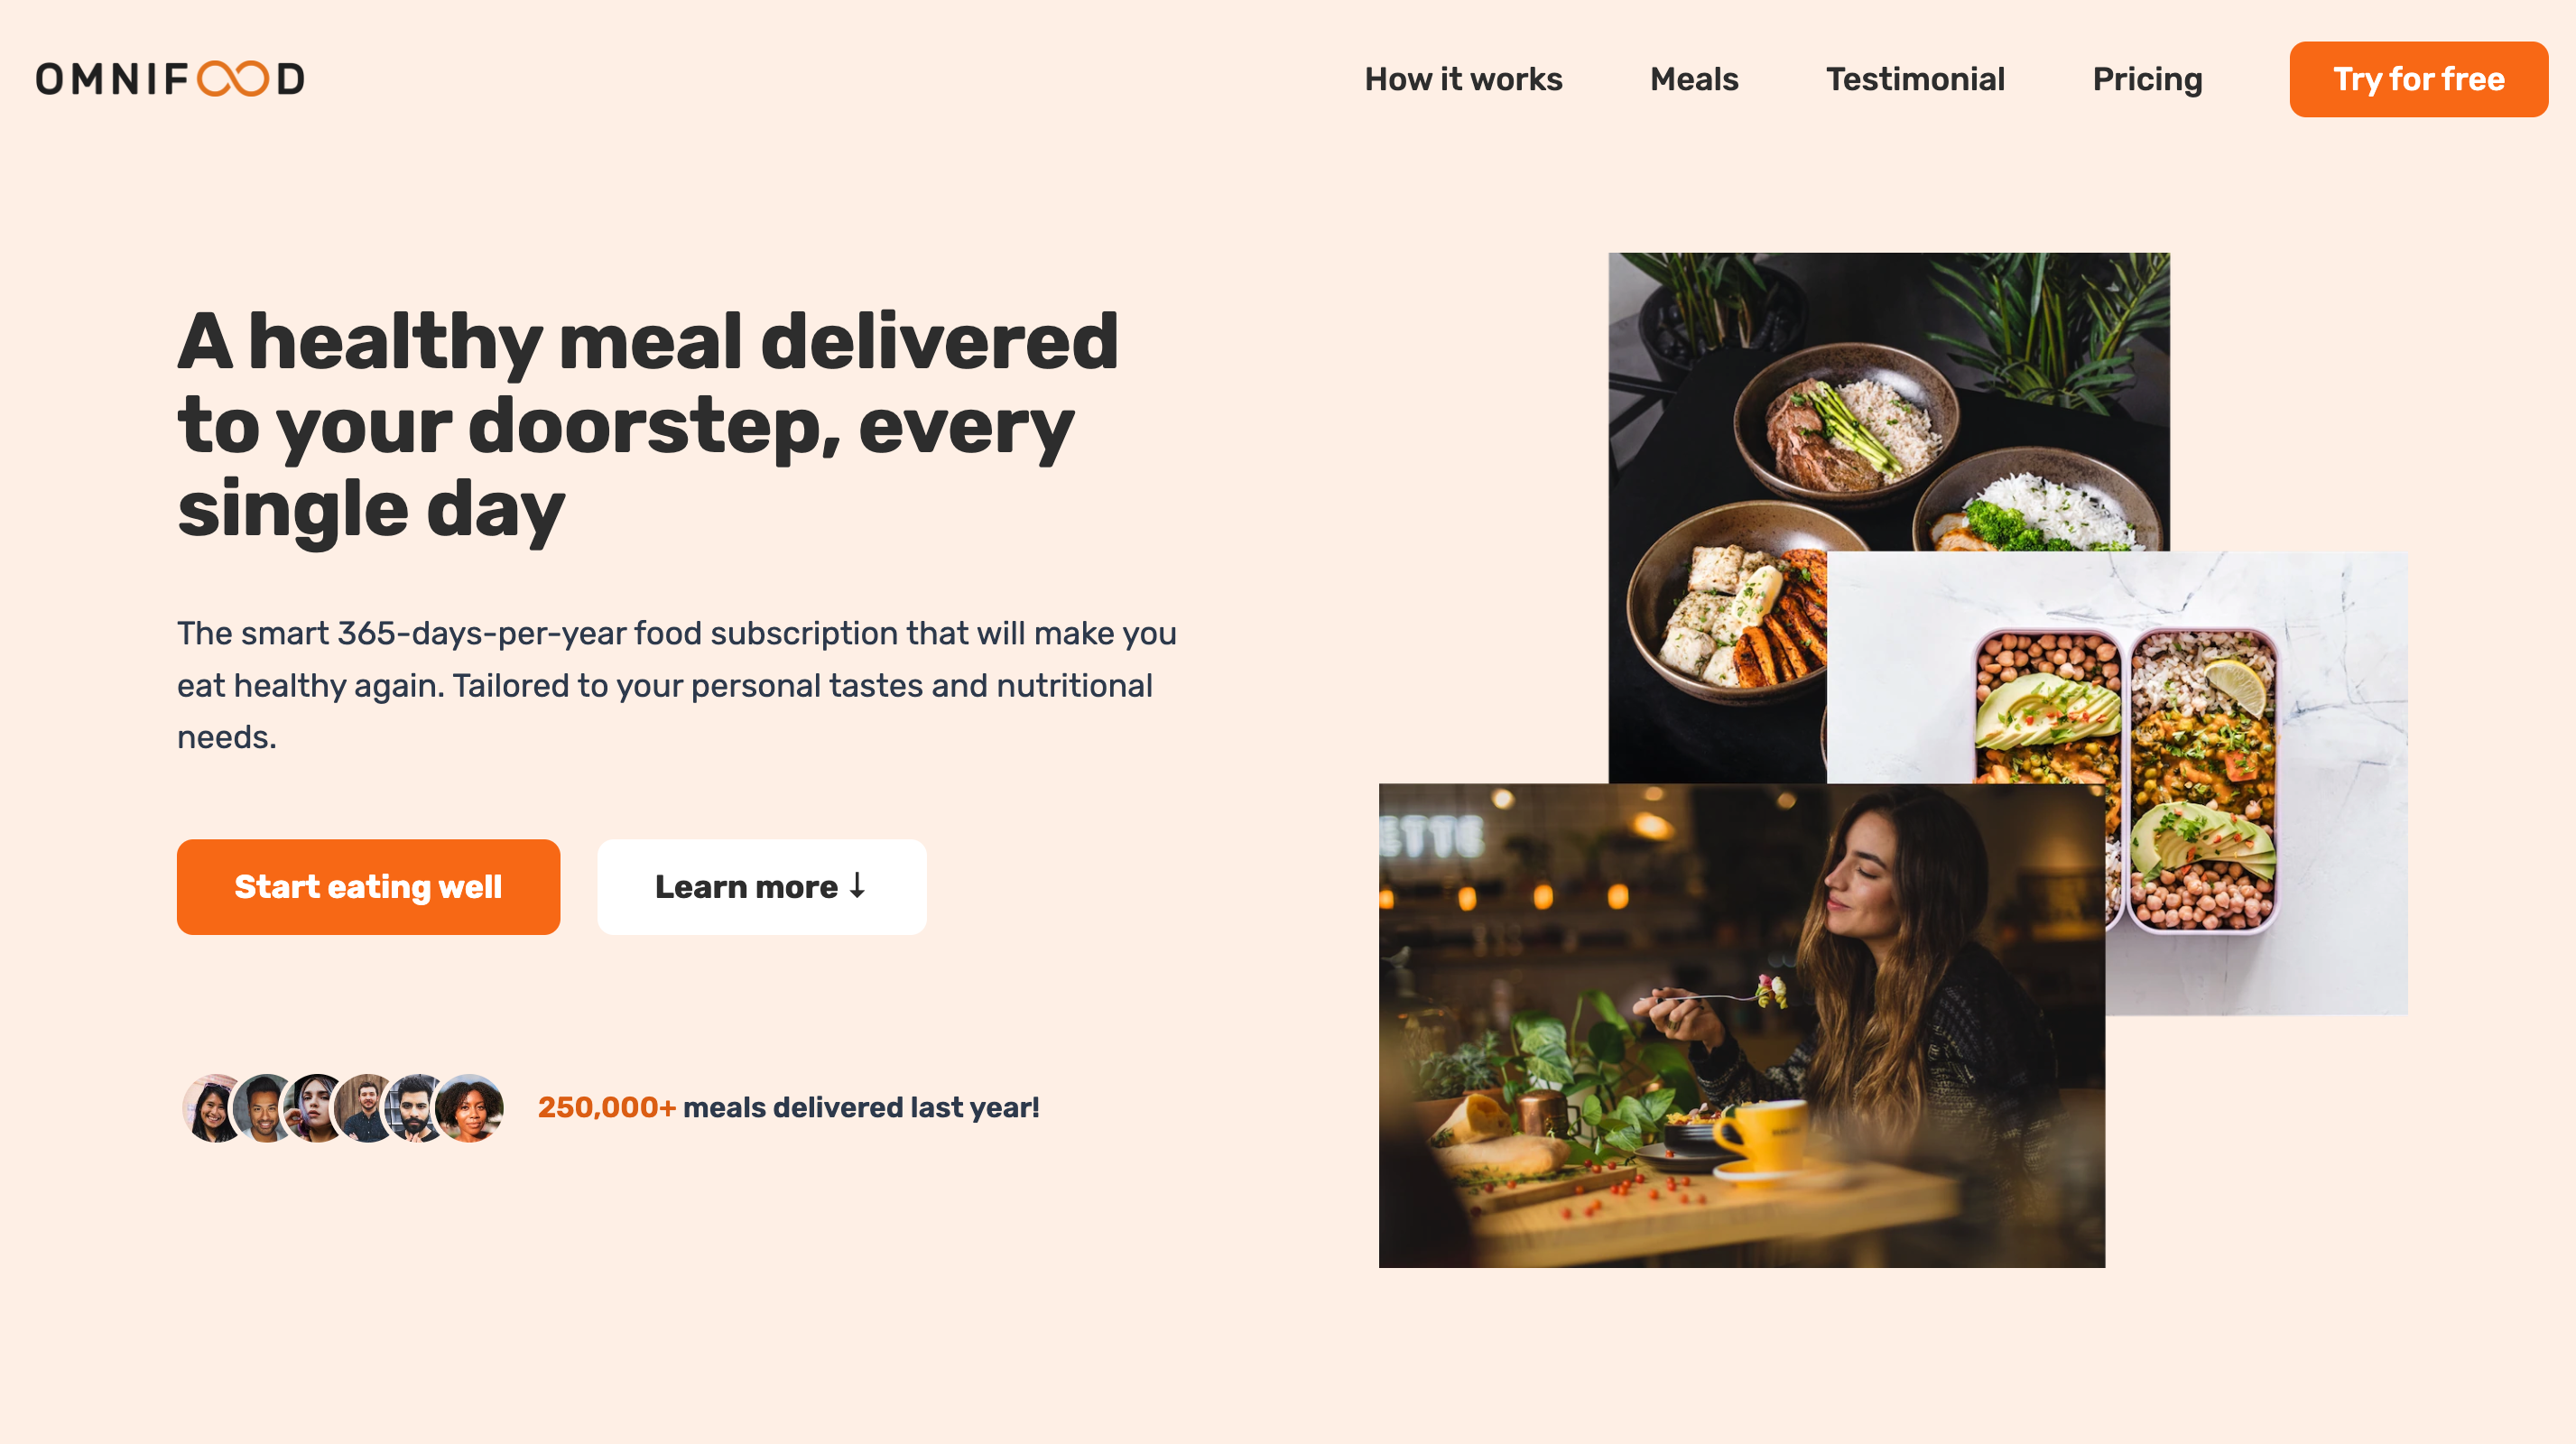 OMNIFOOD
How it works
Meals
Testimonial
Pricing
Try for free
A healthy meal delivered
to your doorstep, every
single day
The smart 365-days-per-year food subscription that will make you
eat healthy again. Tailored to your personal tastes and nutritional
needs.
Start eating well
Learn more ↓
250,000+ meals delivered last year!
ETTE